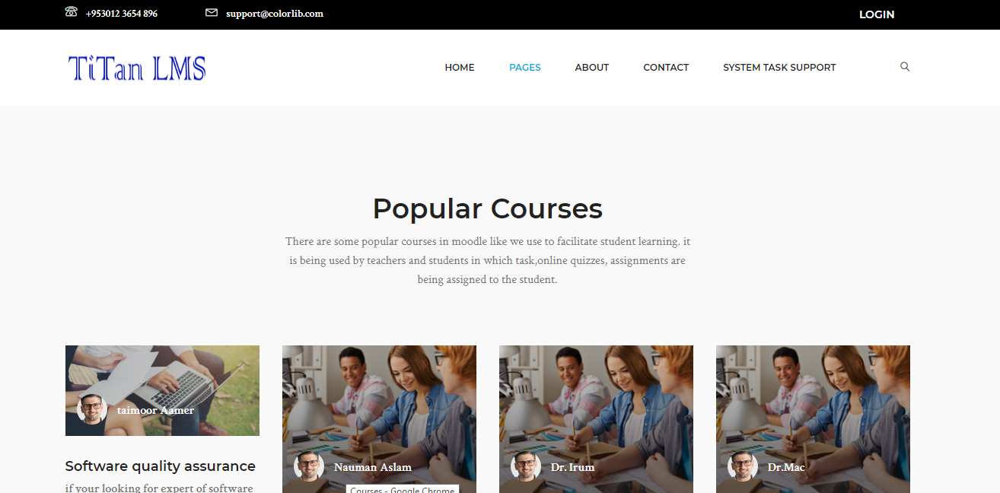 +953012 3654 896
support@colorlib.com
LOGIN
TiTan LMS
HOME
PAGES
ABOUT
CONTACT
SYSTEM TASK SUPPORT
Popular Courses
There are some popular courses in moodle like we use to facilitate student learning. it
is being used by teachers and students in which task,online quizzes, assignments are
being assigned to the student.
taimoor Aamer
Nauman Aslam
Dr. Irum
Dr.Mac
Software quality assurance
if your looking for expert of software
Courses - Google Chrome